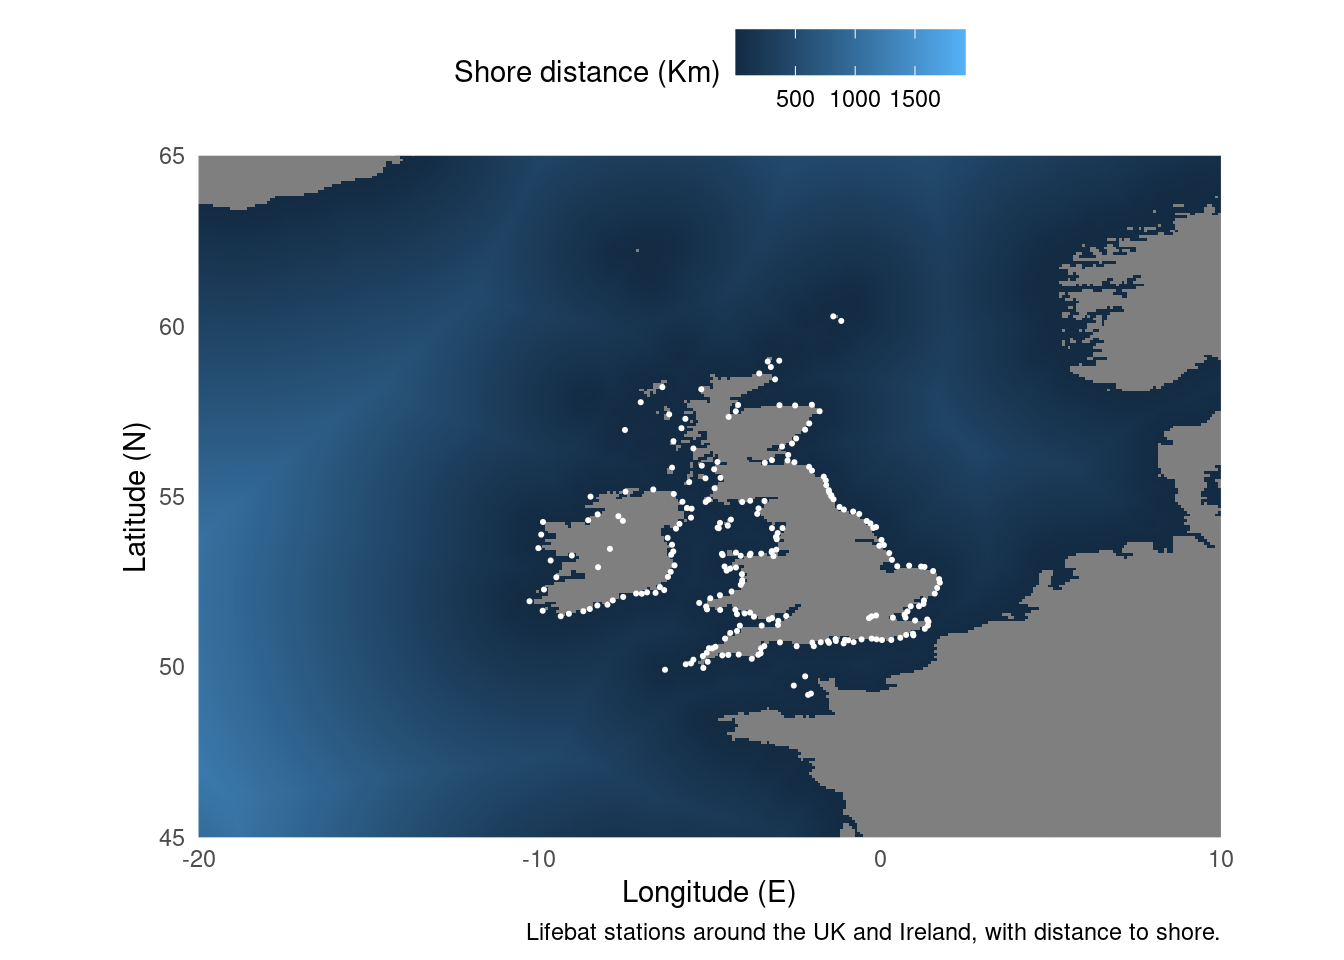 Shore distance (Km)
500 1000 1500
65
60
55
50
45
Latitude (N)
-20 -10 0 10
Longitude (E)
Lifebat stations around the UK and Ireland, with distance to shore.